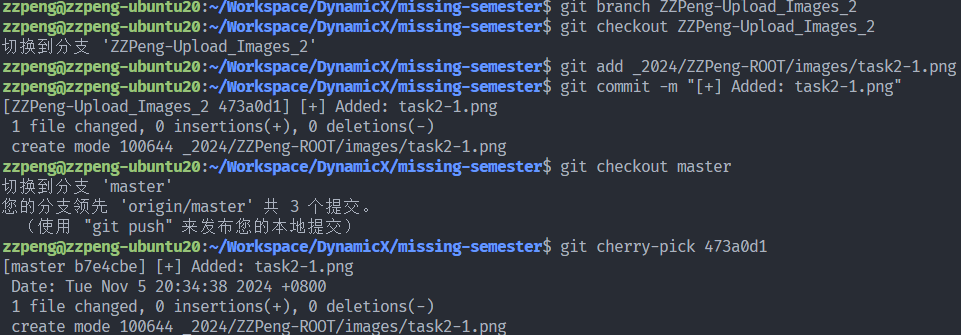 zzpeng@zzpeng-ubuntu20:~/Workspace/DynamicX/missing-semester$ git branch ZZPeng-Upload_Images_2
zzpeng@zzpeng-ubuntu20:~/Workspace/DynamicX/missing-semester$ git checkout ZZPeng-Upload_Images_2
切换到分支 'ZZPeng-Upload_Images_2'
zzpeng@zzpeng-ubuntu20:~/Workspace/DynamicX/missing-semester$ git add _2024/ZZPeng-ROOT/images/task2-1.png
zzpeng@zzpeng-ubuntu20:~/Workspace/DynamicX/missing-semester$ git commit -m "[+] Added: task2-1.png"
[ZZPeng-Upload_Images_2 473a0d1] [+] Added: task2-1.png
 1 file changed, 0 insertions(+), 0 deletions(-)
 create mode 100644 _2024/ZZPeng-ROOT/images/task2-1.png
zzpeng@zzpeng-ubuntu20:~/Workspace/DynamicX/missing-semester$ git checkout master
切换到分支 'master'
您的分支领先 'origin/master' 共 3 个提交。
  （使用 "git push" 来发布您的本地提交）
zzpeng@zzpeng-ubuntu20:~/Workspace/DynamicX/missing-semester$ git cherry-pick 473a0d1
[master b7e4cbe] [+] Added: task2-1.png
 Date: Tue Nov 5 20:34:38 2024 +0800
 1 file changed, 0 insertions(+), 0 deletions(-)
 create mode 100644 _2024/ZZPeng-ROOT/images/task2-1.png